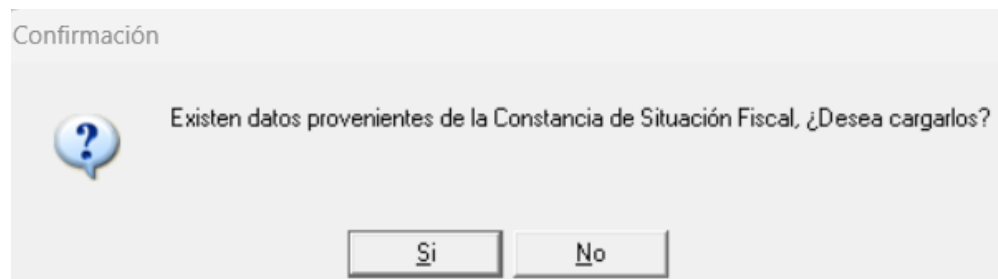 Confirmación
Existen datos provenientes de la Constancia de Situación Fiscal, ¿Desea cargarlos?
Si
No